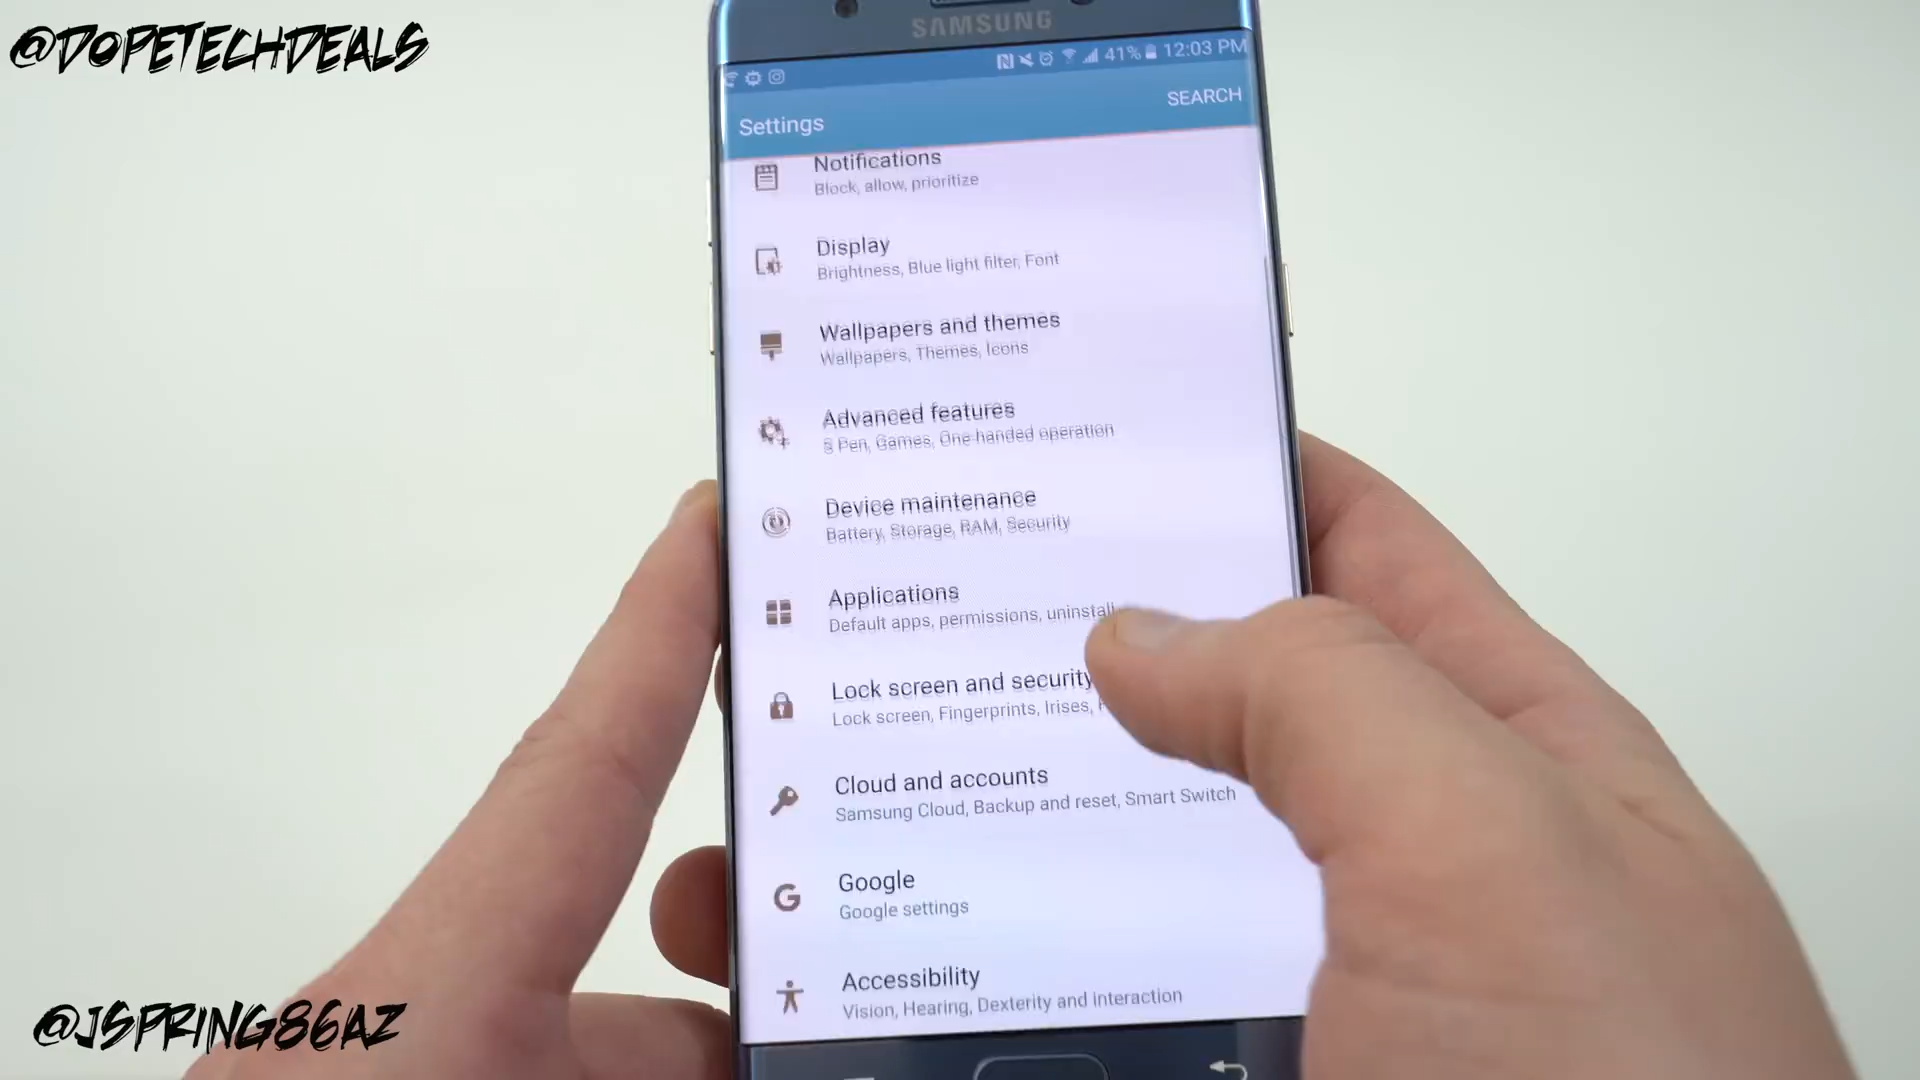 @DOPETECHDEALS
SAMSUNG
41% 12:03 PM
Settings
SEARCH
Notifications
Block, allow, prioritize
Display
Brightness, Blue light filter, Font
Wallpapers and themes
Wallpapers, Themes, Icons
Advanced features
S Pen, Games, One-handed operation
Device maintenance
Battery, Storage, RAM, Security
Applications
Default apps, permissions, uninstall
Lock screen and security
Lock screen, Fingerprints, Irises,
Cloud and accounts
Samsung Cloud, Backup and reset, Smart Switch
Google
Google settings
Accessibility
Vision, Hearing, Dexterity and interaction
@JSPRING86AZ